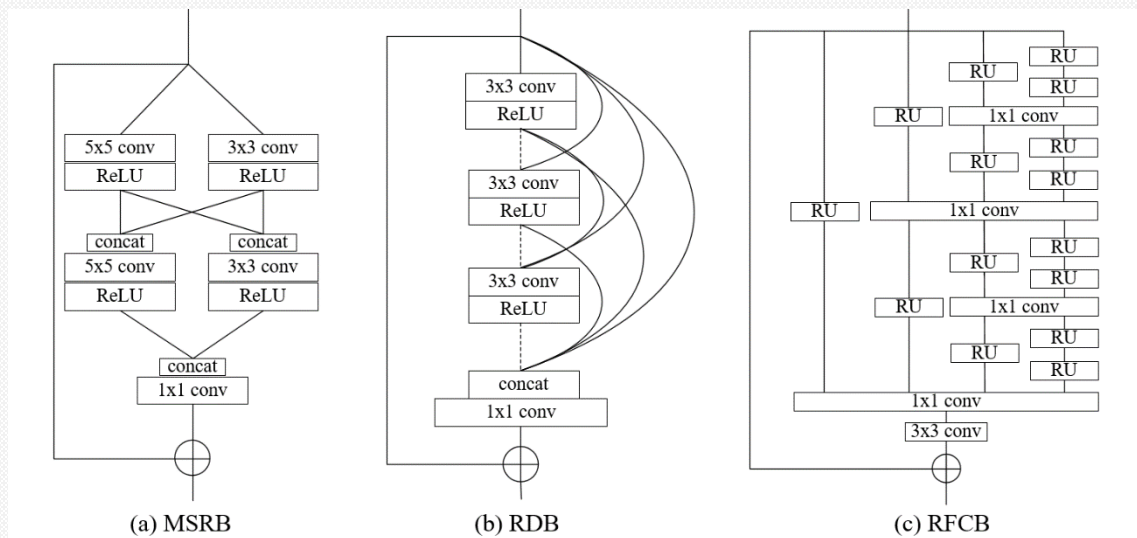 5x5 conv
ReLU
3x3 conv
ReLU
concat
concat
5x5 conv
ReLU
3x3 conv
ReLU
concat
1x1 conv
(a) MSRB
3x3 conv
ReLU
3x3 conv
ReLU
3x3 conv
ReLU
concat
1x1 conv
(b) RDB
RU
RU
RU
1x1 conv
RU
RU
RU
RU
RU
1x1 conv
RU
RU
RU
1x1 conv
RU
RU
RU
RU
1x1 conv
3x3 conv
(c) RFCB